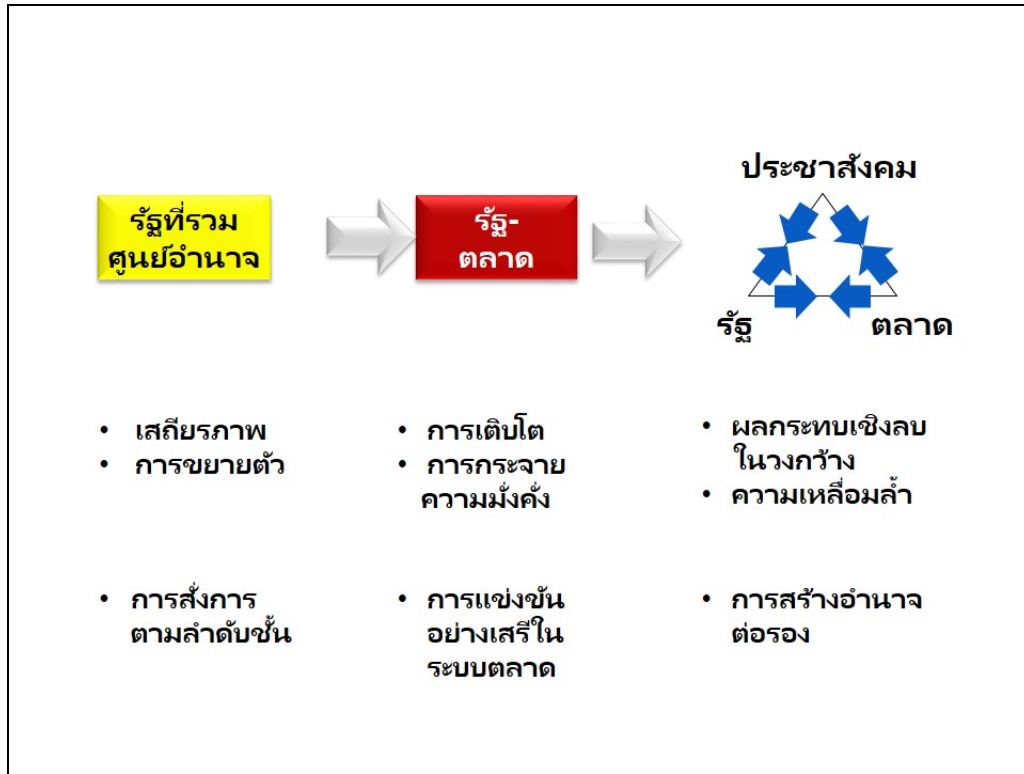 รัฐที่รวม
ศูนย์อำนาจ
รัฐ-
ตลาด
ประชาสังคม
รัฐ
ตลาด
• เสถียรภาพ
• การขยายตัว
• การเติบโต
• การกระจาย
ความมั่งคั่ง
• ผลกระทบเชิงลบ
ในวงกว้าง
• ความเหลื่อมล้ำ
• การสั่งการ
ตามลำดับชั้น
• การแข่งขัน
อย่างเสรีใน
ระบบตลาด
• การสร้างอำนาจ
ต่อรอง